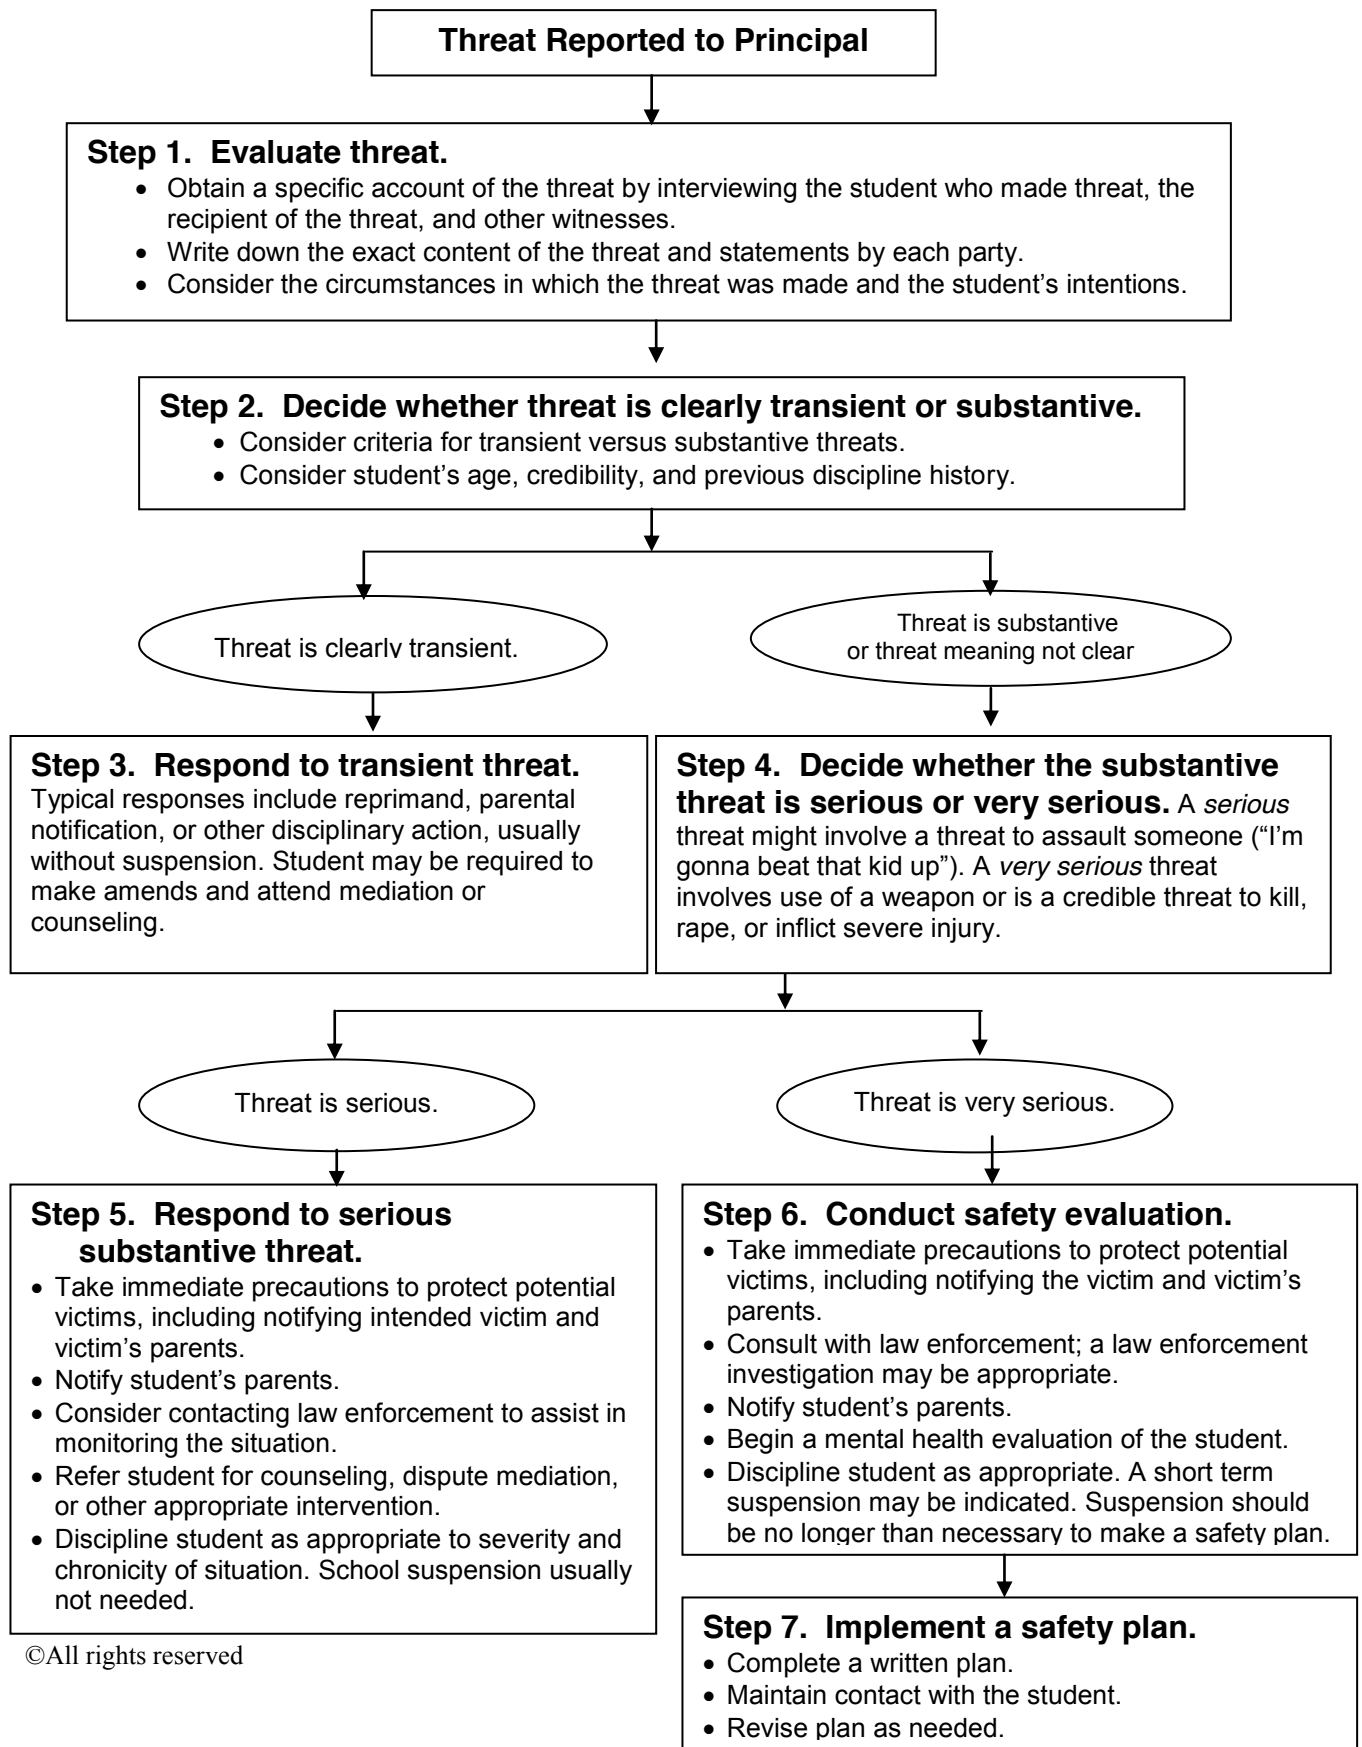 Threat Reported to Principal
Step 1. Evaluate threat.
• Obtain a specific account of the threat by interviewing the student who made threat, the
recipient of the threat, and other witnesses.
• Write down the exact content of the threat and statements by each party.
• Consider the circumstances in which the threat was made and the student's intentions.
Step 2. Decide whether threat is clearly transient or substantive.
• Consider criteria for transient versus substantive threats.
• Consider student's age, credibility, and previous discipline history.
Threat is clearly transient.
Threat is substantive
or threat meaning not clear
Step 3. Respond to transient threat.
Typical responses include reprimand, parental
notification, or other disciplinary action, usually
without suspension. Student may be required to
make amends and attend mediation or
counseling.
Step 4. Decide whether the substantive
threat is serious or very serious. A serious
threat might involve a threat to assault someone (“I'm
gonna beat that kid up”). A very serious threat
involves use of a weapon or is a credible threat to kill,
rape, or inflict severe injury.
Threat is serious.
Threat is very serious.
Step 5. Respond to serious
substantive threat.
• Take immediate precautions to protect potential
victims, including notifying intended victim and
victim's parents.
• Notify student's parents.
• Consider contacting law enforcement to assist in
monitoring the situation.
• Refer student for counseling, dispute mediation,
or other appropriate intervention.
• Discipline student as appropriate to severity and
chronicity of situation. School suspension usually
not needed.
Step 6. Conduct safety evaluation.
• Take immediate precautions to protect potential
victims, including notifying the victim and victim's
parents.
• Consult with law enforcement; a law enforcement
investigation may be appropriate.
• Notify student's parents.
• Begin a mental health evaluation of the student.
• Discipline student as appropriate. A short term
suspension may be indicated. Suspension should
be no longer than necessary to make a safety plan.
Step 7. Implement a safety plan.
• Complete a written plan.
• Maintain contact with the student.
• Revise plan as needed.
©All rights reserved